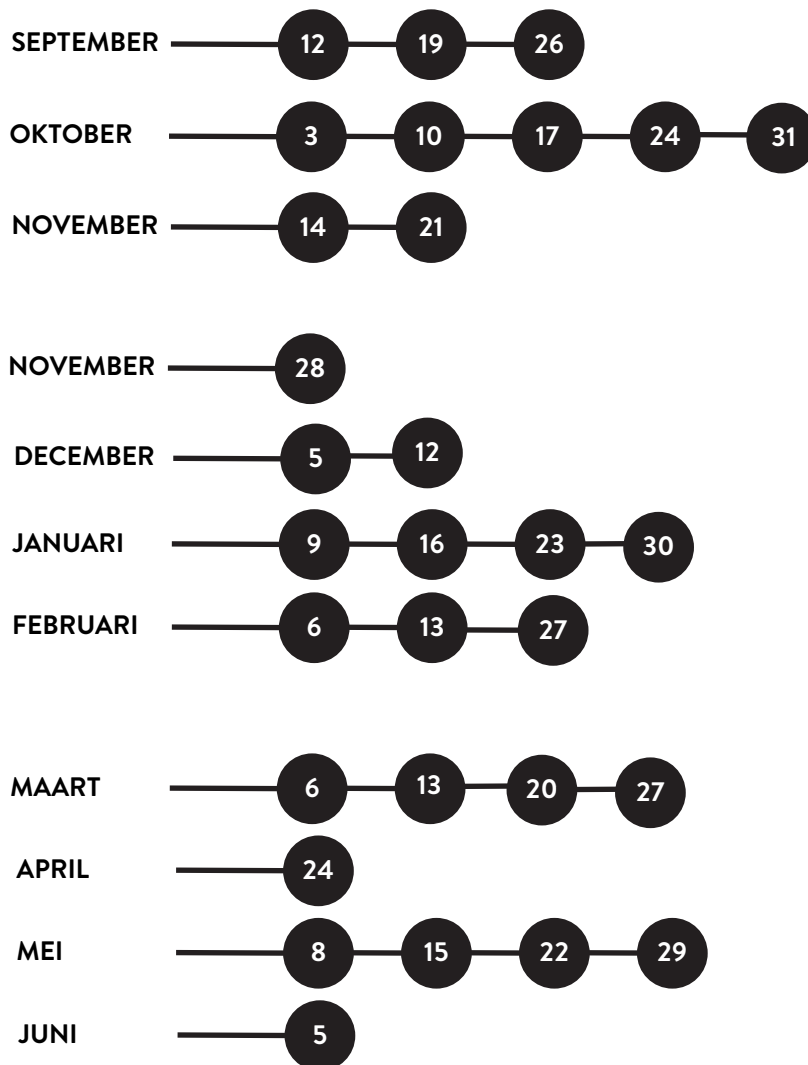 SEPTEMBER 12 19 26
OKTOBER 3 10 17 24 31
NOVEMBER 14 21
NOVEMBER 28
DECEMBER 5 12
JANUARI 9 16 23 30
FEBRUARI 6 13 27
MAART 6 13 20 27
APRIL 24
MEI 8 15 22 29
JUNI 5